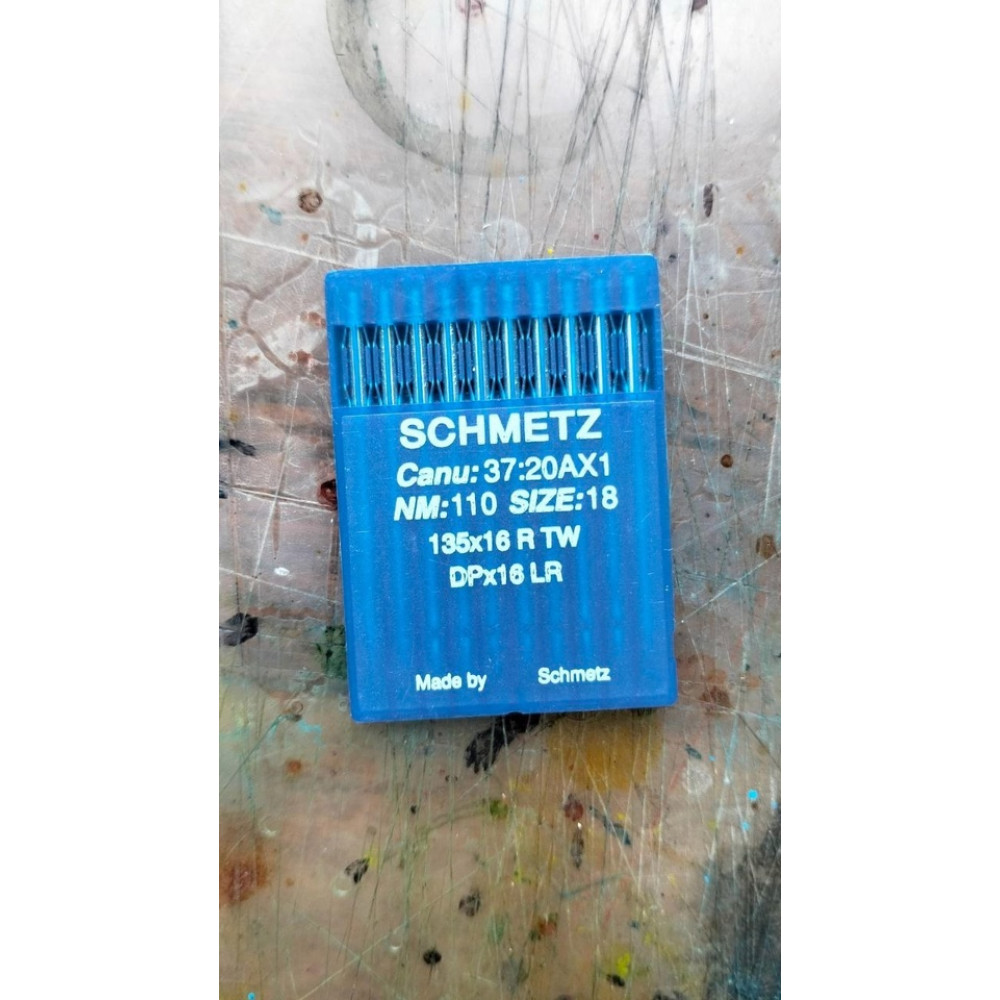 SCHMETZ
Canu: 37:20AX1
NM:110 SIZE:18
135x16 R TW
DPx16 LR
Made by Schmetz